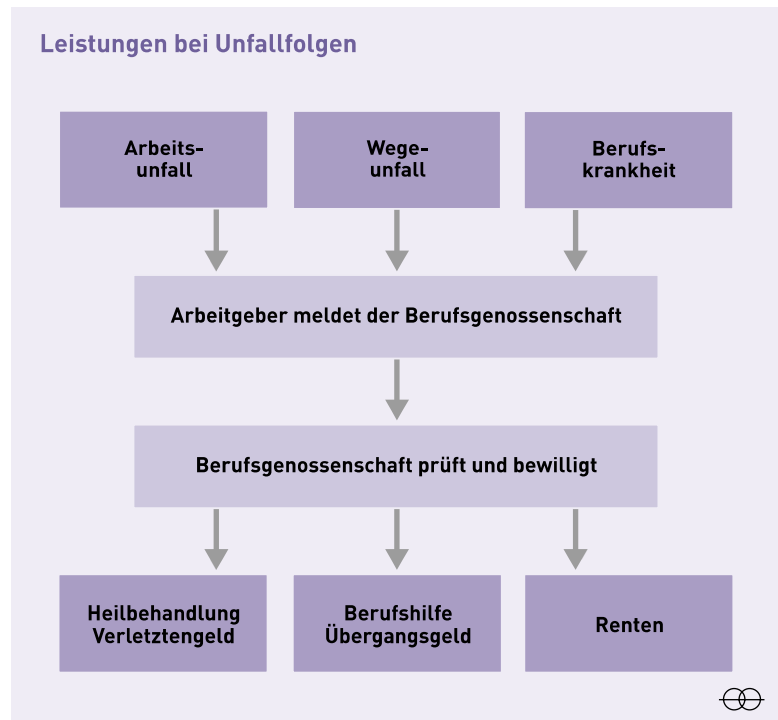 Leistungen bei Unfallfolgen
Arbeits-
unfall
Wege-
unfall
Berufs-
krankheit
Arbeitgeber meldet der Berufsgenossenschaft
Berufsgenossenschaft prüft und bewilligt
Heilbehandlung
Verletztengeld
Berufshilfe
Übergangsgeld
Renten